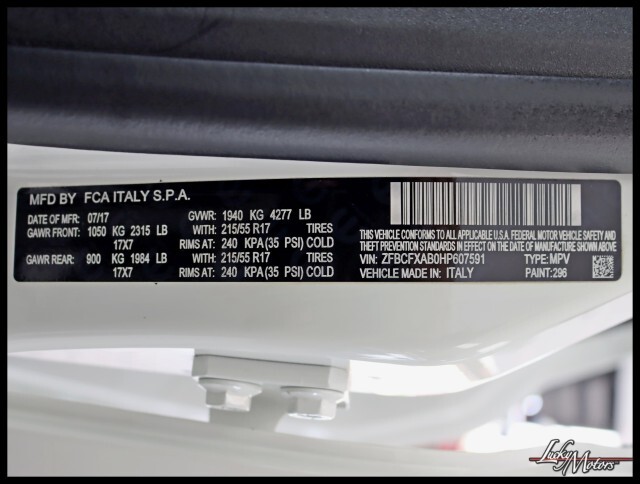 MFD BY FCA ITALY S.P.A.
DATE OF MFR: 07/17 GVWR: 1940 KG 4277 LB
GAWR FRONT: 1050 KG 2315 LB WITH: 215/55 R17 TIRES
17X7 RIMS AT: 240 KPA (35 PSI) COLD
GAWR REAR: 900 KG 1984 LB WITH: 215/55 R17 TIRES
17X7 RIMS AT: 240 KPA (35 PSI) COLD
THIS VEHICLE CONFORMS TO ALL APPLICABLE U.S.A. FEDERAL MOTOR VEHICLE
SAFETY STANDARDS IN EFFECT ON THE DATE OF MANUFACTURE SHOWN ABOVE.
VIN: ZFBCFXAB0HP607591 TYPE: MPV
VEHICLE MADE IN: ITALY PAINT: 296
Lucky
Motors